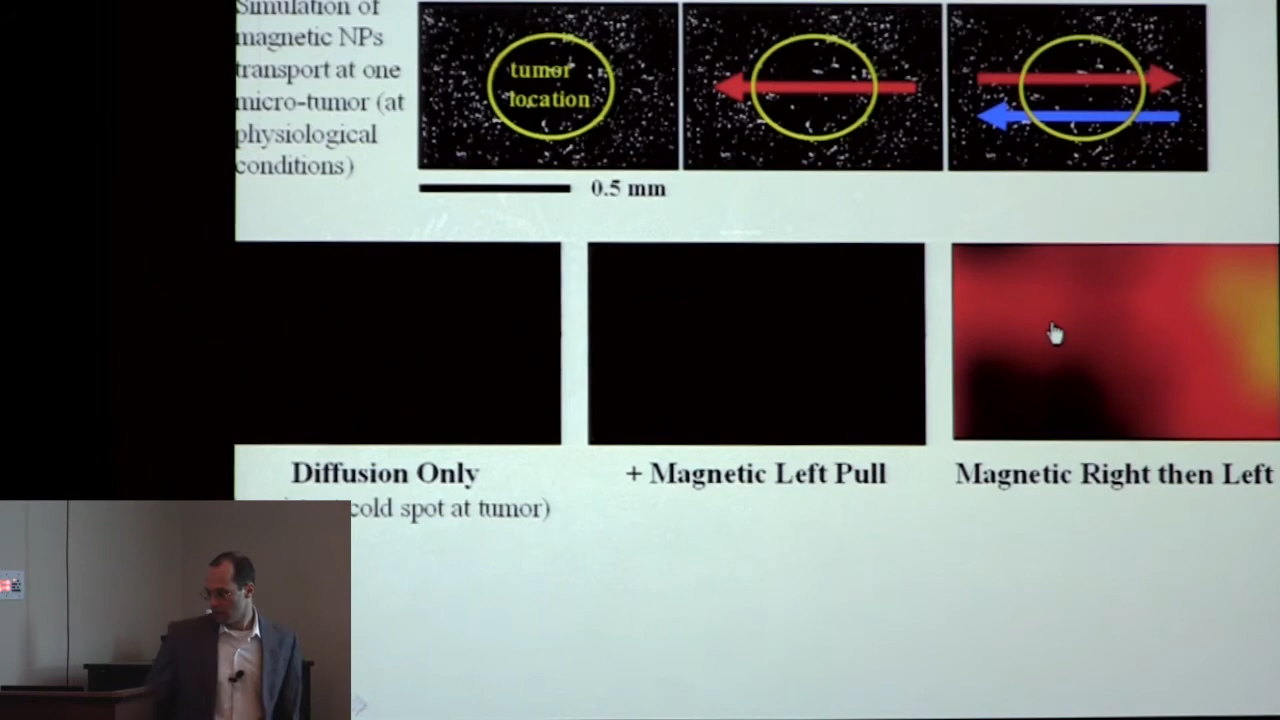 Simulation of
magnetic NPs
transport at one
micro-tumor (at
physiological
conditions)
tumor
location
0.5 mm
Diffusion Only
+ Magnetic Left Pull
Magnetic Right then Left
cold spot at tumor)